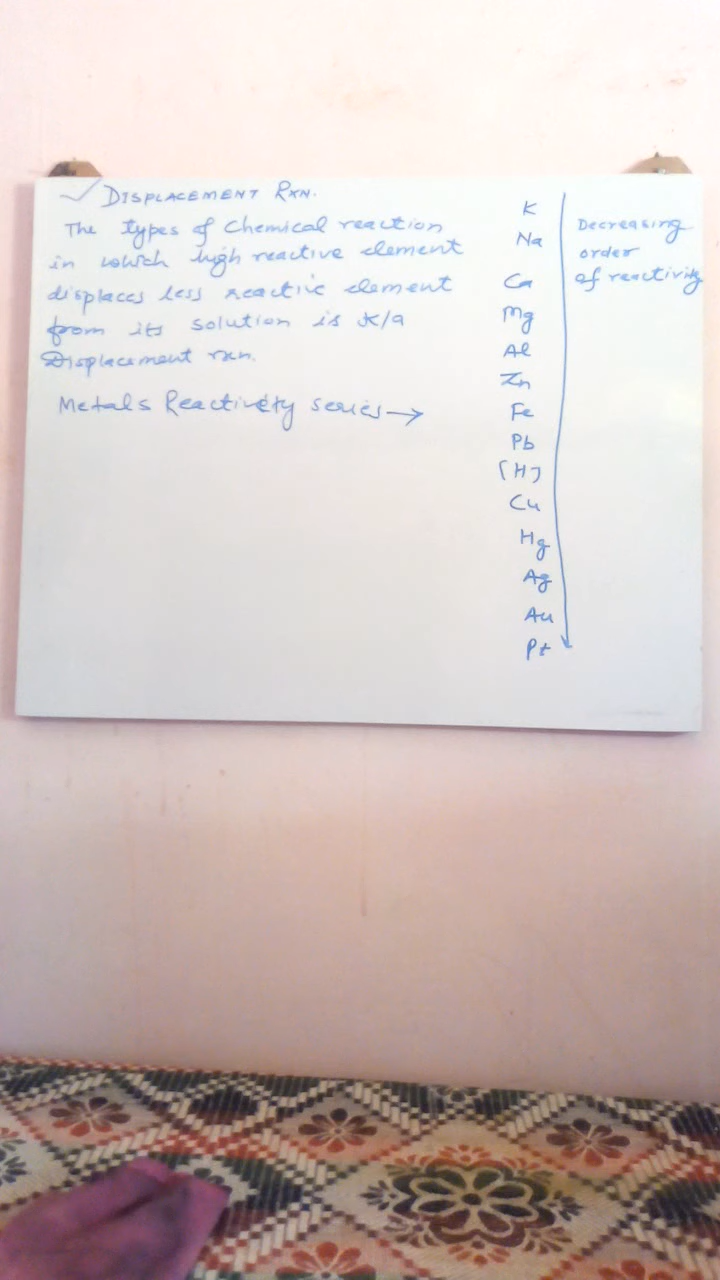 ✓ DISPLACEMENT RXN.
The types of Chemical reaction
in which high reactive element
displaces less reactive element
from its solution is K/a
Displacement rxn.
Metals Reactivity series →
K
Na
Ca
Mg
Al
Zn
Fe
Pb
[H]
Cu
Hg
Ag
Au
Pt
Decreasing
order
of reactivity